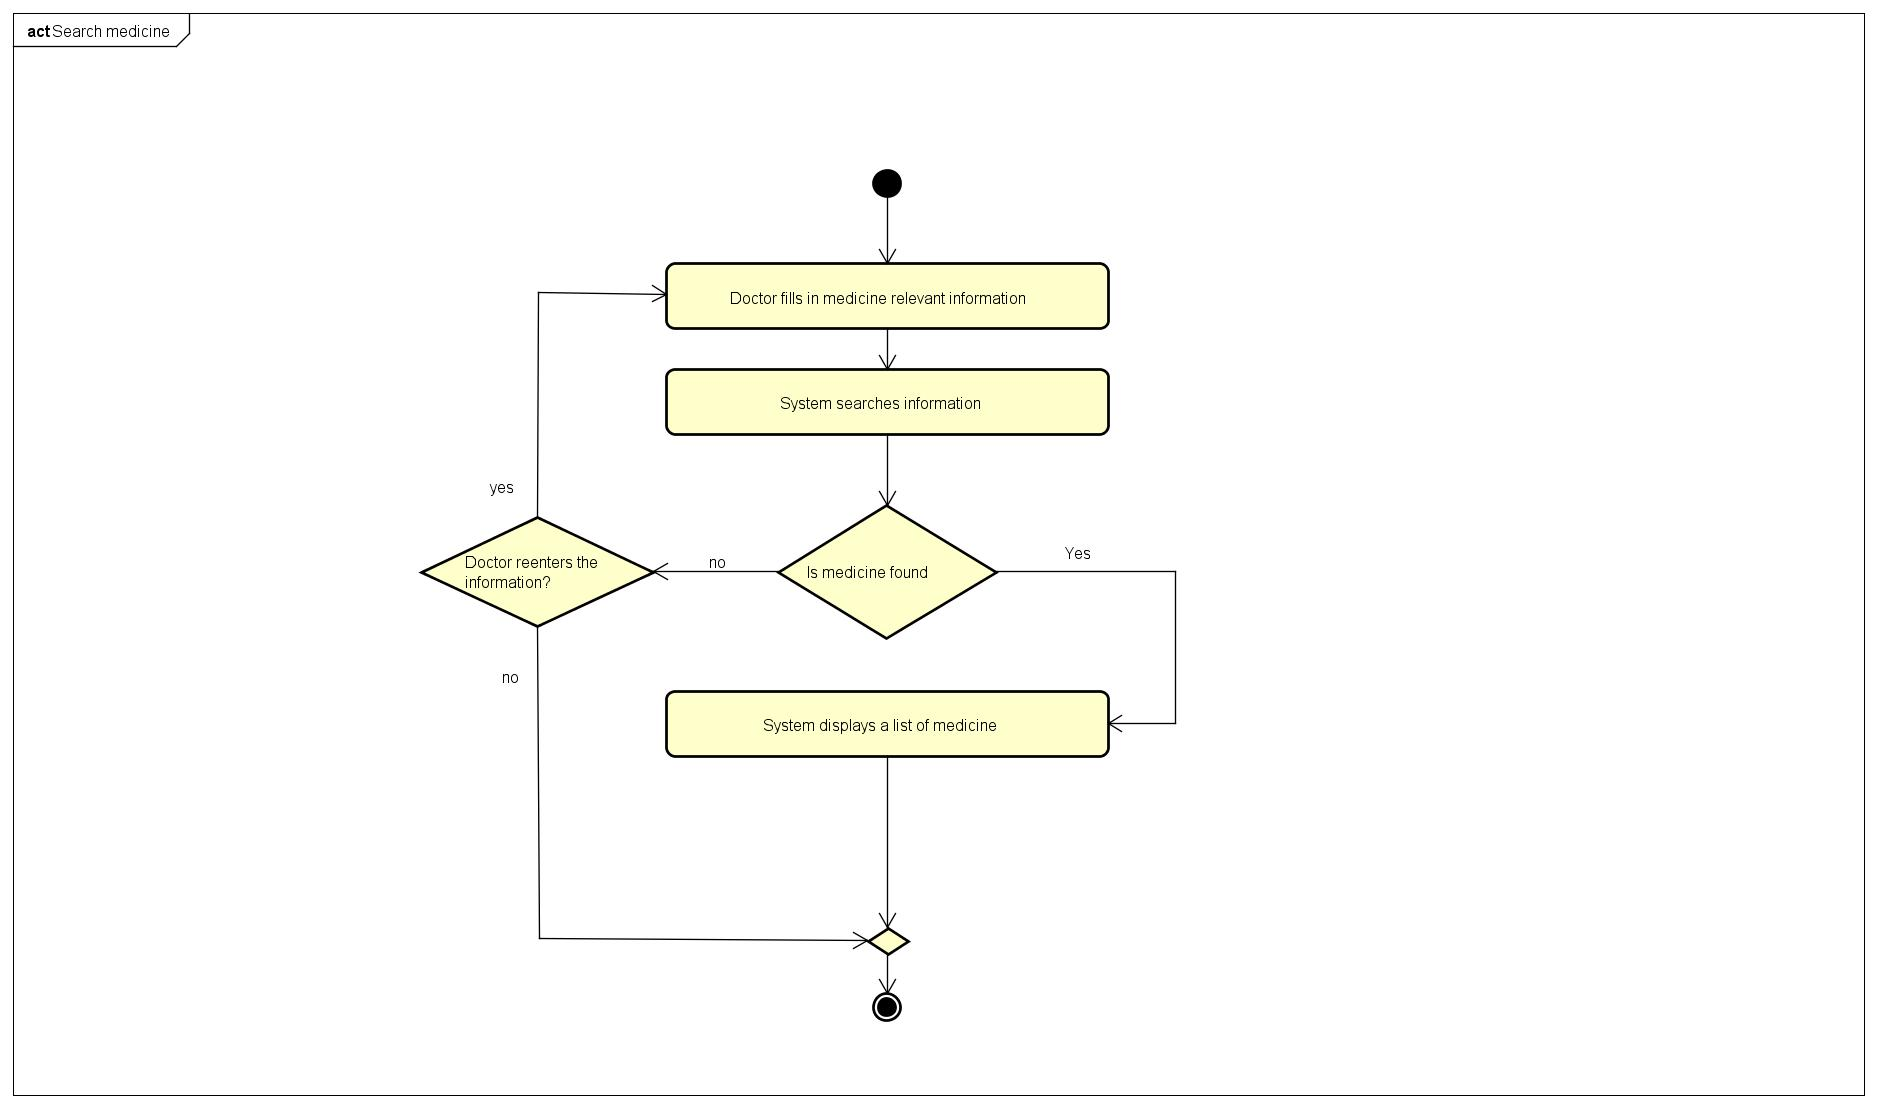 act Search medicine
Doctor fills in medicine relevant information
System searches information
yes
Doctor reenters the
information?
no
Is medicine found
Yes
no
System displays a list of medicine